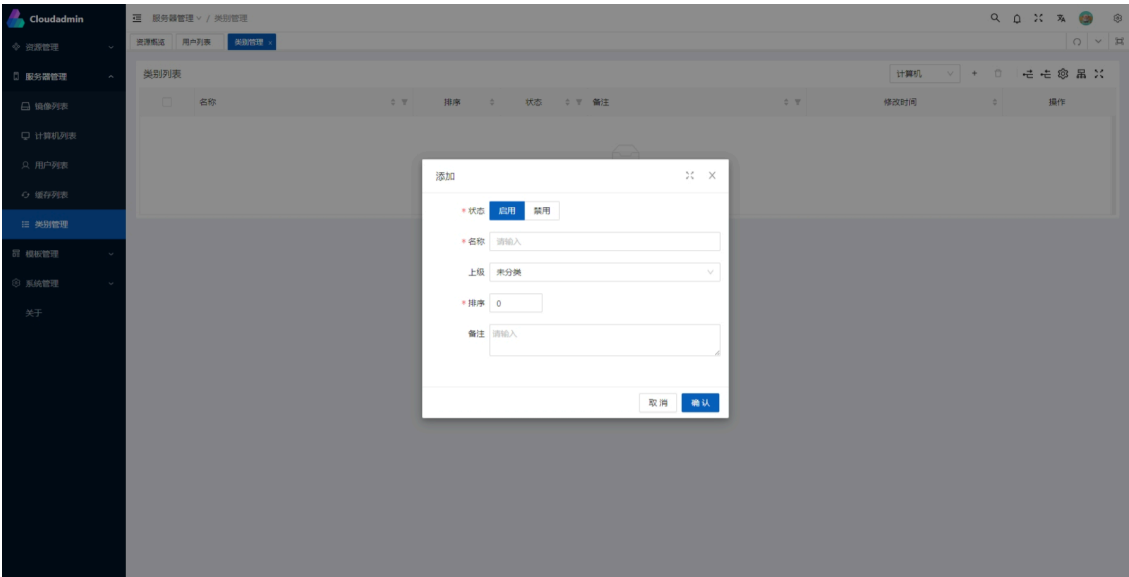 Cloudadmin
服务器管理 / 类别管理
资源管理
资源概览 用户列表 类别管理
服务器管理
类别列表
计算机
镜像列表
名称 排序 状态 备注 修改时间 操作
计算机列表
用户列表
缓存列表
类别管理
模板管理
系统管理
关于
添加
* 状态 启用 禁用
* 名称 请输入
上级 未分类
* 排序 0
备注 请输入
取 消 确 认